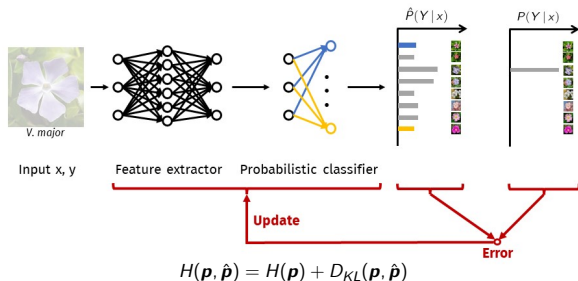 P̂(Y | x)
P(Y | x)
V. major
Input x, y
Feature extractor
Probabilistic classifier
Update
Error
H(p, p̂) = H(p) + D_KL(p, p̂)